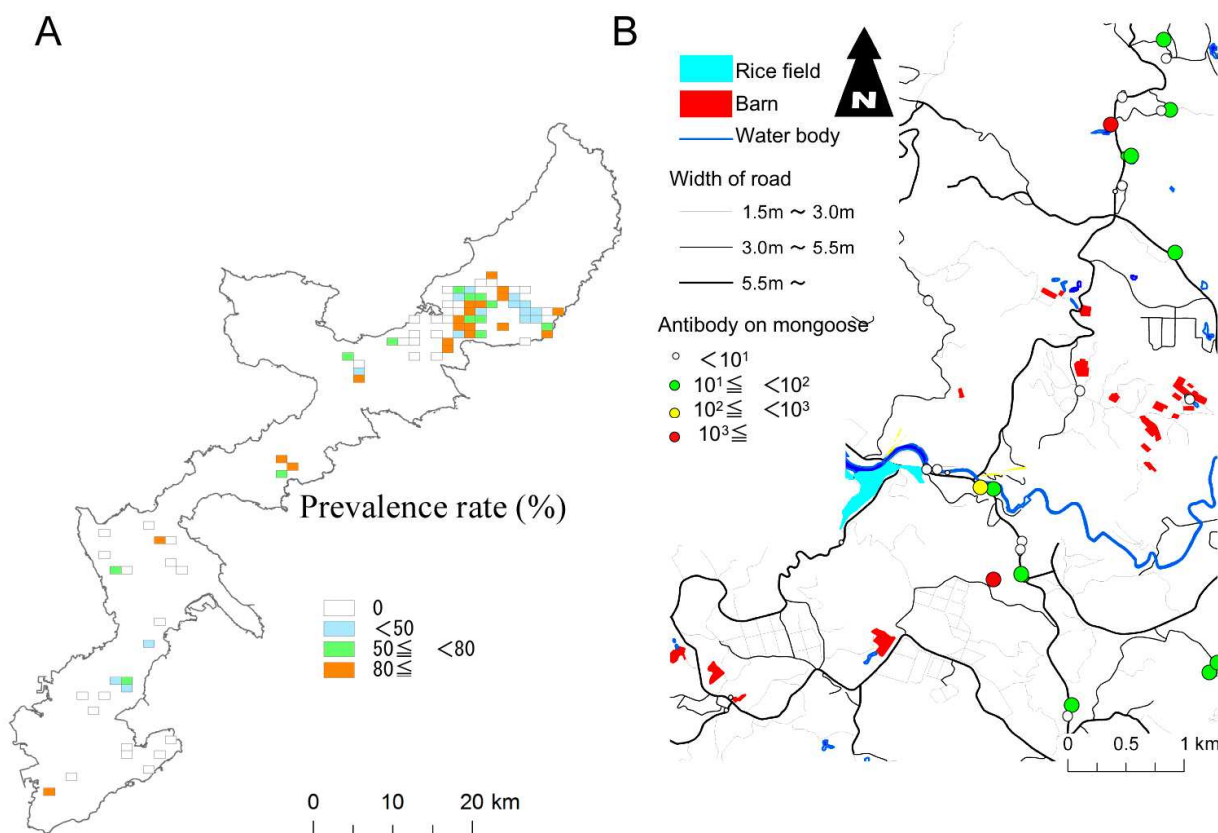 A
Prevalence rate (%)
0
<50
50≦ <80
80≦
0 10 20 km
B
Rice field
Barn
Water body
N
Width of road
1.5m ~ 3.0m
3.0m ~ 5.5m
5.5m ~
Antibody on mongoose
<10¹
10¹≦ <10²
10²≦ <10³
10³≦
0 0.5 1 km